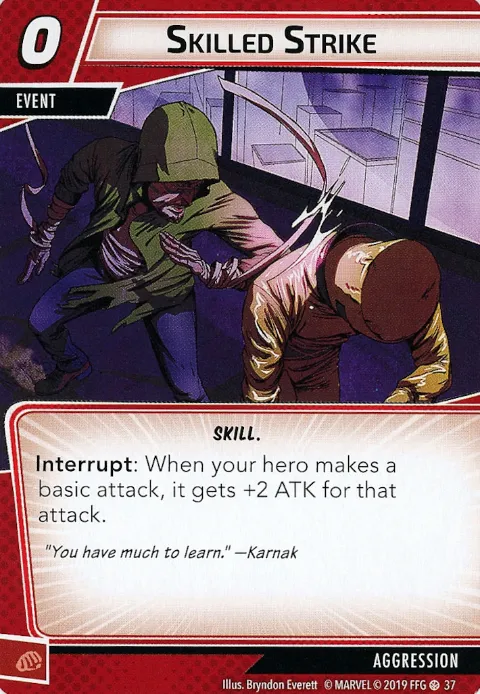 0
SKILLED STRIKE
EVENT
SKILL.
Interrupt: When your hero makes a
basic attack, it gets +2 ATK for that
attack.
"You have much to learn." —Karnak
AGGRESSION
Illus. Bryndon Everett © MARVEL © 2019 FFG 37